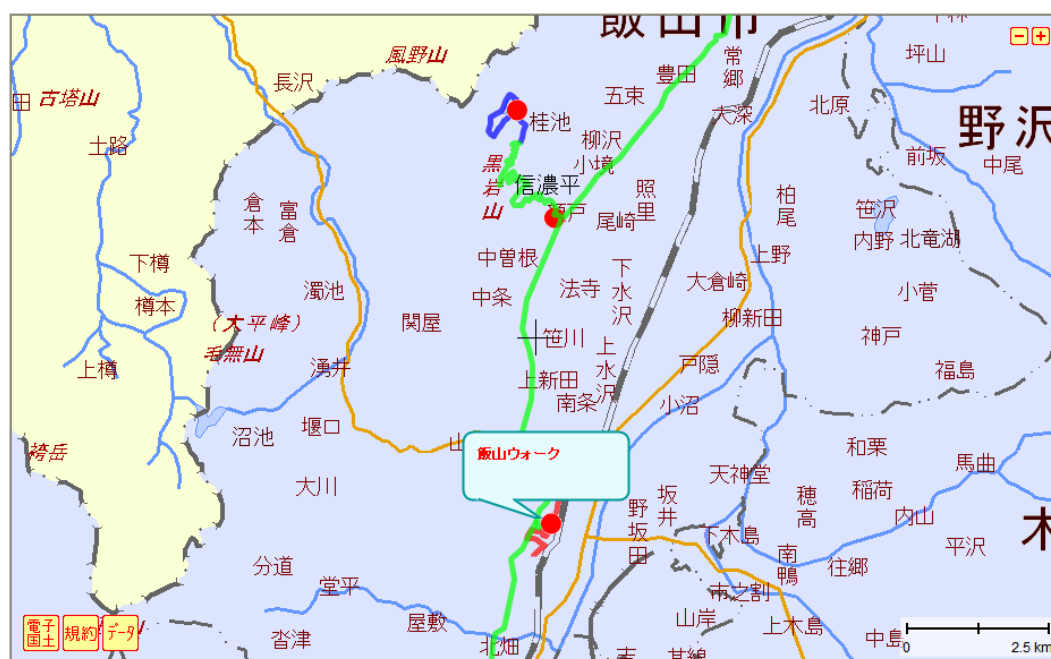 飯山市
風野山
長沢
古塔山
田
土路
常郷
豊田
五束
大深
北原
坪山
野沢
中尾
前坂
桂池
柳沢
小境
黒岩山
信濃平
照里
尾崎
柏尾
笹沢
内野
北竜湖
上野
小菅
倉本
富倉
下樽
樽本
濁池
中曽根
中条
法寺
下水沢
大倉崎
柳新田
神戸
福島
(大平峰)
毛無山
上樽
関屋
湧井
笹川
上水沢
上新田
南条
戸隠
小沼
袴岳
沼池
堰口
山
飯山ウォーク
大川
天神堂
和栗
馬曲
稲荷
穂高
内山
坂井
野坂田
下木島
平沢
往郷
南鴨
木
分道
堂平
屋敷
沓津
北畑
市之割
山岸
上木島
中島
其綿
電子国土
規約
データ
0
2.5 km